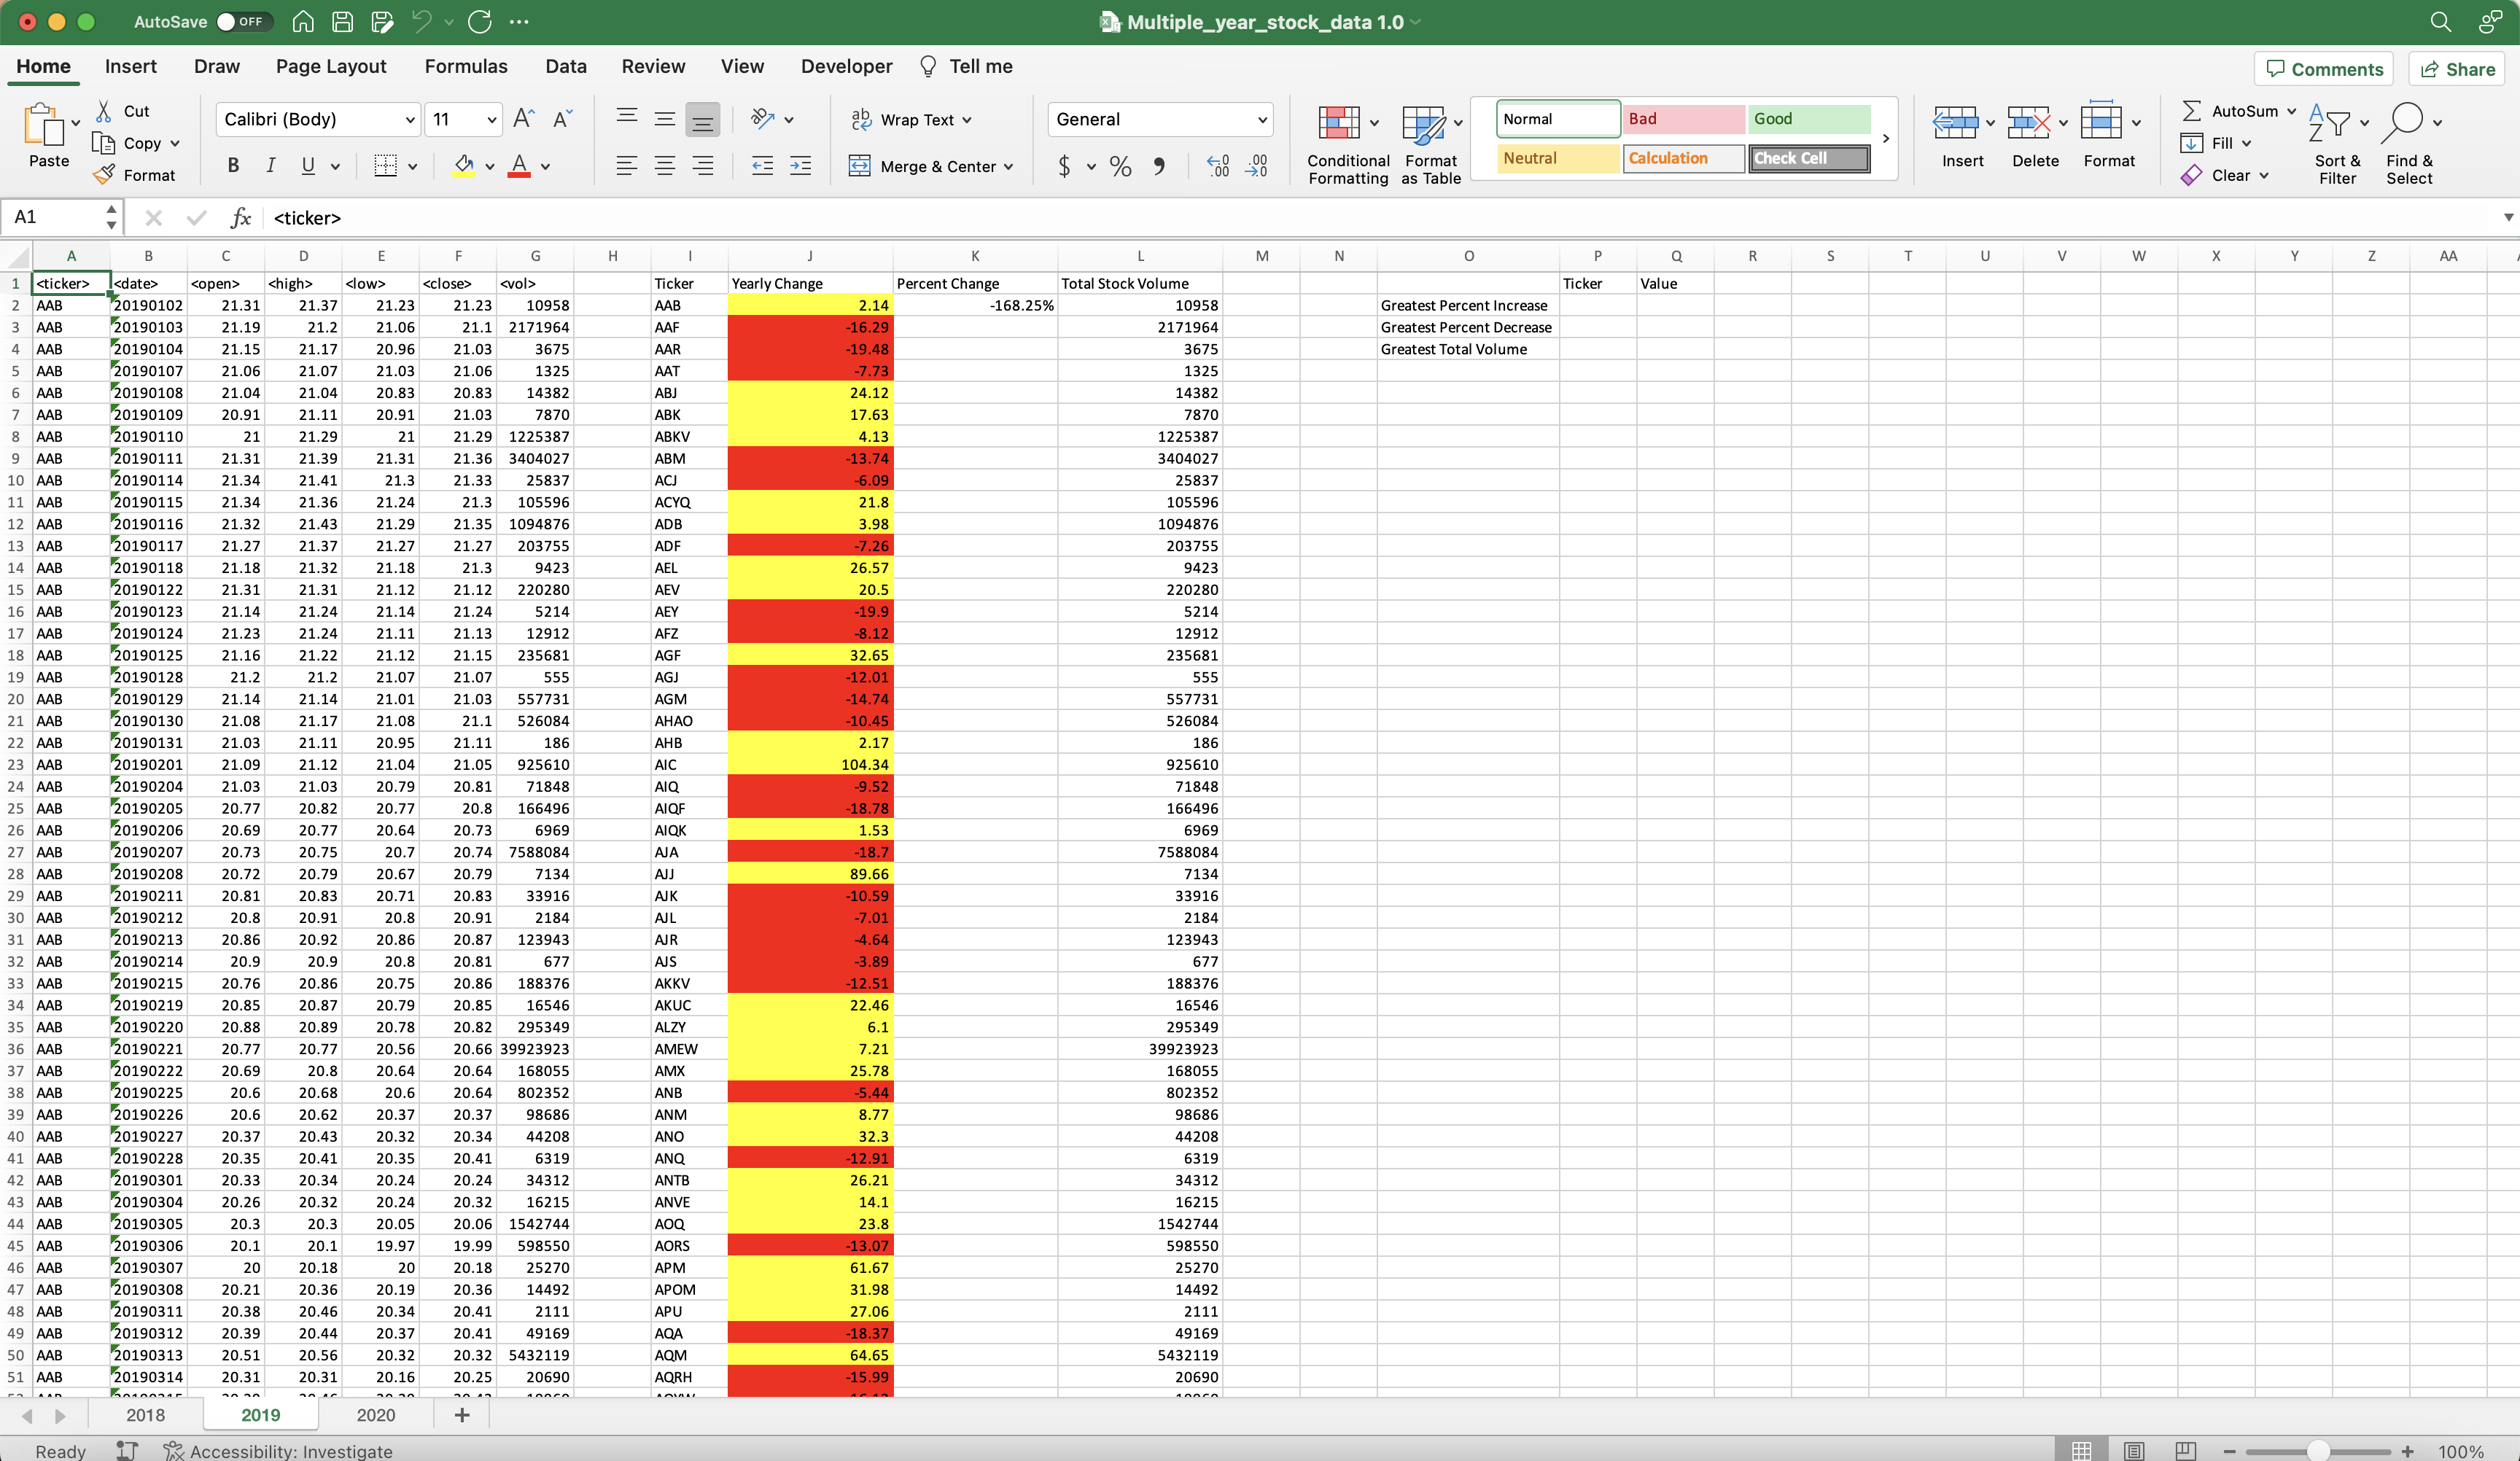 AutoSave OFF Multiple_year_stock_data 1.0
Home Insert Draw Page Layout Formulas Data Review View Developer Tell me Comments Share
Paste Cut Copy Format
Calibri (Body) 11
B I U
Wrap Text
Merge & Center
General
$ %
Conditional Formatting Format as Table
Normal Bad Good
Neutral Calculation Check Cell
Insert Delete Format
AutoSum Fill Clear
Sort & Filter Find & Select
A1 fx <ticker>
A B C D E F G H I J K L M N O P Q R S T U V W X Y Z AA
1 <ticker> <date> <open> <high> <low> <close> <vol> Ticker Yearly Change Percent Change Total Stock Volume Ticker Value
2 AAB 20190102 21.31 21.37 21.23 21.23 10958 AAB 2.14 -168.25% 10958 Greatest Percent Increase
3 AAB 20190103 21.19 21.2 21.06 21.1 2171964 AAF -16.29 2171964 Greatest Percent Decrease
4 AAB 20190104 21.15 21.17 20.96 21.03 3675 AAR -19.48 3675 Greatest Total Volume
5 AAB 20190107 21.06 21.07 21.03 21.06 1325 AAT -7.73 1325
6 AAB 20190108 21.04 21.04 20.83 20.83 14382 ABJ 24.12 14382
7 AAB 20190109 20.91 21.11 20.91 21.03 7870 ABK 17.63 7870
8 AAB 20190110 21 21.29 21 21.29 1225387 ABKV 4.13 1225387
9 AAB 20190111 21.31 21.39 21.31 21.36 3404027 ABM -13.74 3404027
10 AAB 20190114 21.34 21.41 21.3 21.33 25837 ACJ -6.09 25837
11 AAB 20190115 21.34 21.36 21.24 21.3 105596 ACYQ 21.8 105596
12 AAB 20190116 21.32 21.43 21.29 21.35 1094876 ADB 3.98 1094876
13 AAB 20190117 21.27 21.37 21.27 21.27 203755 ADF -7.26 203755
14 AAB 20190118 21.18 21.32 21.18 21.3 9423 AEL 26.57 9423
15 AAB 20190122 21.31 21.31 21.12 21.12 220280 AEV 20.5 220280
16 AAB 20190123 21.14 21.24 21.14 21.24 5214 AEY -19.9 5214
17 AAB 20190124 21.23 21.24 21.11 21.13 12912 AFZ -8.12 12912
18 AAB 20190125 21.16 21.22 21.12 21.15 235681 AGF 32.65 235681
19 AAB 20190128 21.2 21.2 21.07 21.07 555 AGJ -12.01 555
20 AAB 20190129 21.14 21.14 21.01 21.03 557731 AGM -14.74 557731
21 AAB 20190130 21.08 21.17 21.08 21.1 526084 AHAO -10.45 526084
22 AAB 20190131 21.03 21.11 20.95 21.11 186 AHB 2.17 186
23 AAB 20190201 21.09 21.12 21.04 21.05 925610 AIC 104.34 925610
24 AAB 20190204 21.03 21.03 20.79 20.81 71848 AIQ -9.52 71848
25 AAB 20190205 20.77 20.82 20.77 20.8 166496 AIQF -18.78 166496
26 AAB 20190206 20.69 20.77 20.64 20.73 6969 AIQK 1.53 6969
27 AAB 20190207 20.73 20.75 20.7 20.74 7588084 AJA -18.7 7588084
28 AAB 20190208 20.72 20.79 20.67 20.79 7134 AJJ 89.66 7134
29 AAB 20190211 20.81 20.83 20.71 20.83 33916 AJK -10.59 33916
30 AAB 20190212 20.8 20.91 20.8 20.91 2184 AJL -7.01 2184
31 AAB 20190213 20.86 20.92 20.86 20.87 123943 AJR -4.64 123943
32 AAB 20190214 20.9 20.9 20.8 20.81 677 AJS -3.89 677
33 AAB 20190215 20.76 20.86 20.75 20.86 188376 AKKV -12.51 188376
34 AAB 20190219 20.85 20.87 20.79 20.85 16546 AKUC 22.46 16546
35 AAB 20190220 20.88 20.89 20.78 20.82 295349 ALZY 6.1 295349
36 AAB 20190221 20.77 20.77 20.56 20.66 39923923 AMEW 7.21 39923923
37 AAB 20190222 20.69 20.8 20.64 20.64 168055 AMX 25.78 168055
38 AAB 20190225 20.6 20.68 20.6 20.64 802352 ANB -5.44 802352
39 AAB 20190226 20.6 20.62 20.37 20.37 98686 ANM 8.77 98686
40 AAB 20190227 20.37 20.43 20.32 20.34 44208 ANO 32.3 44208
41 AAB 20190228 20.35 20.41 20.35 20.41 6319 ANQ -12.91 6319
42 AAB 20190301 20.33 20.34 20.24 20.24 34312 ANTB 26.21 34312
43 AAB 20190304 20.26 20.32 20.24 20.32 16215 ANVE 14.1 16215
44 AAB 20190305 20.3 20.3 20.05 20.06 1542744 AOQ 23.8 1542744
45 AAB 20190306 20.1 20.1 19.97 19.99 598550 AORS -13.07 598550
46 AAB 20190307 20 20.18 20 20.18 25270 APM 61.67 25270
47 AAB 20190308 20.21 20.36 20.19 20.36 14492 APOM 31.98 14492
48 AAB 20190311 20.38 20.46 20.34 20.41 2111 APU 27.06 2111
49 AAB 20190312 20.39 20.44 20.37 20.41 49169 AQA -18.37 49169
50 AAB 20190313 20.51 20.56 20.32 20.32 5432119 AQM 64.65 5432119
51 AAB 20190314 20.31 20.31 20.16 20.25 20690 AQRH -15.99 20690
2018 2019 2020
Ready Accessibility: Investigate 100%